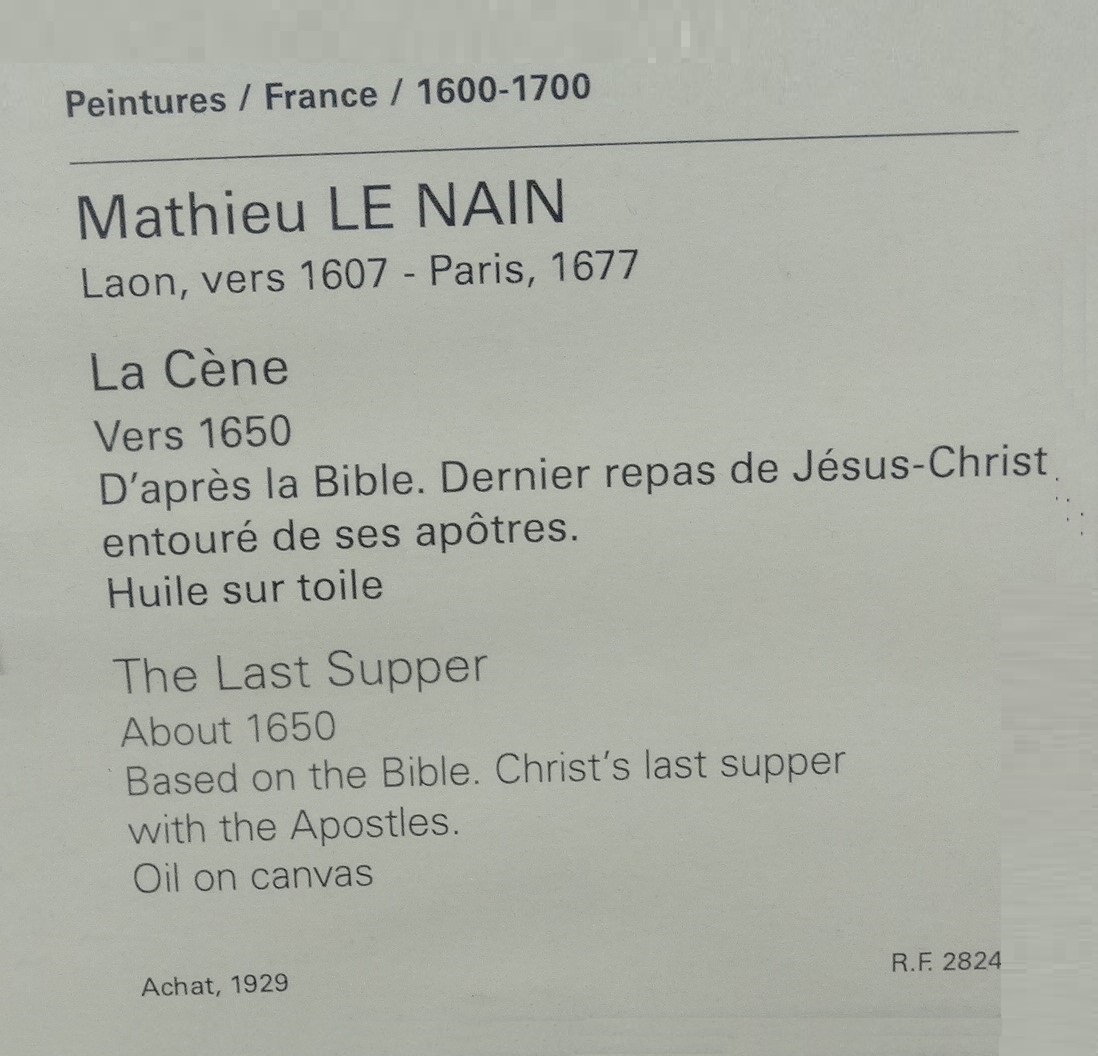 Peintures / France / 1600-1700
Mathieu LE NAIN
Laon, vers 1607 - Paris, 1677
La Cène
Vers 1650
D'après la Bible. Dernier repas de Jésus-Christ
entouré de ses apôtres.
Huile sur toile
The Last Supper
About 1650
Based on the Bible. Christ's last supper
with the Apostles.
Oil on canvas
Achat, 1929
R.F. 2824